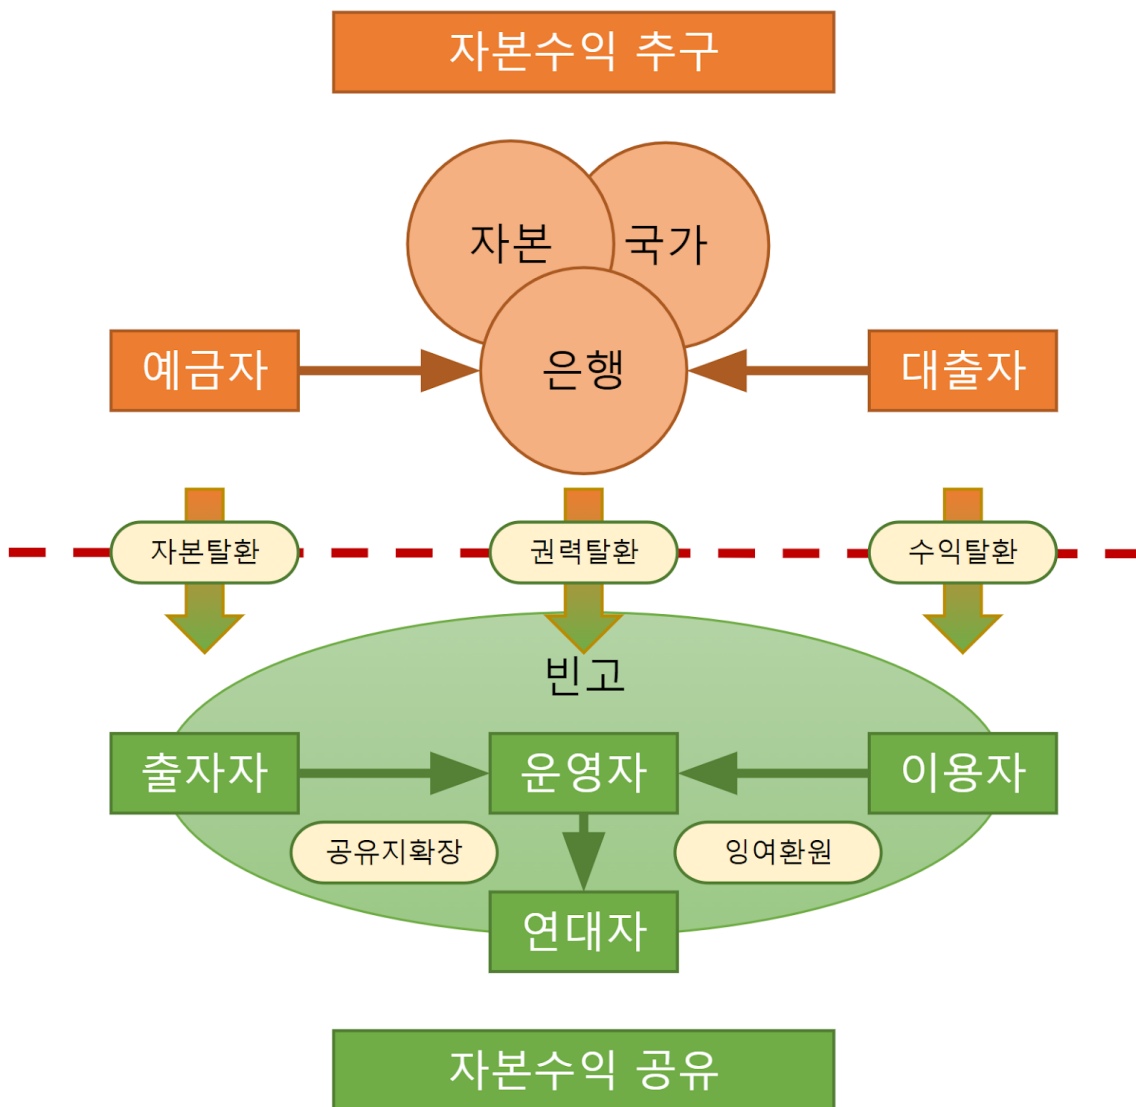 자본수익 추구
자본
국가
예금자
은행
대출자
자본탈환
권력탈환
수익탈환
빈고
출자자
운영자
이용자
공유지확장
잉여환원
연대자
자본수익 공유